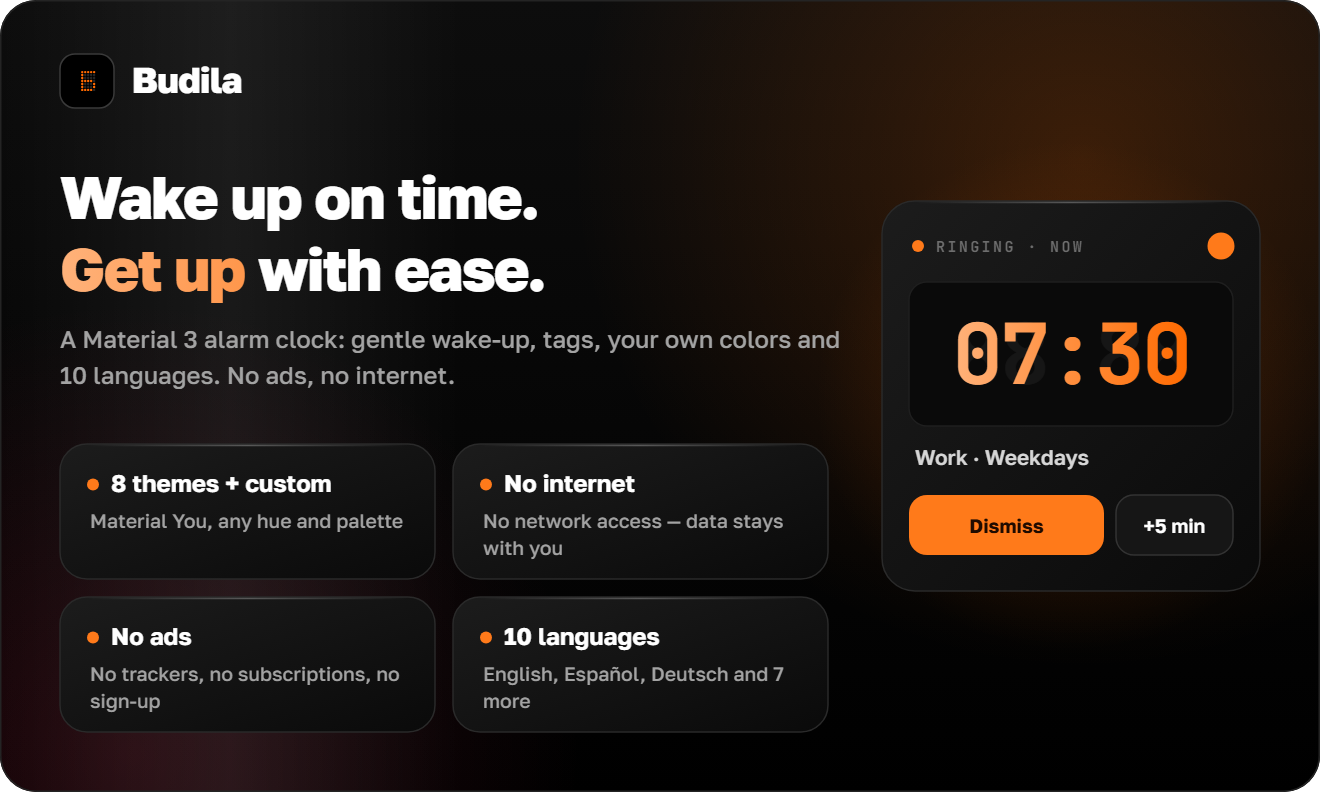 Budila
Wake up on time.
Get up with ease.
A Material 3 alarm clock: gentle wake-up, tags, your own colors and
10 languages. No ads, no internet.
8 themes + custom
Material You, any hue and palette
No internet
No network access — data stays
with you
No ads
No trackers, no subscriptions, no
sign-up
10 languages
English, Español, Deutsch and 7
more
RINGING · NOW
07:30
Work · Weekdays
Dismiss
+5 min